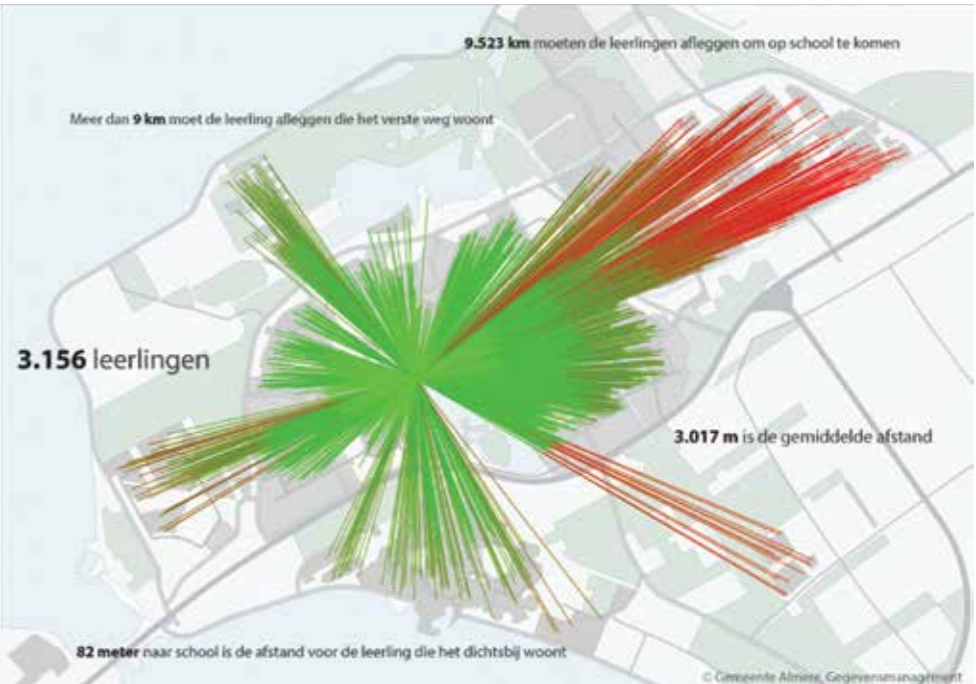 9.523 km moeten de leerlingen afleggen om op school te komen
Meer dan 9 km moet de leerling afleggen die het verste weg woont
3.156 leerlingen
3.017 m is de gemiddelde afstand
82 meter naar school is de afstand voor de leerling die het dichtsbij woont
© Gemeente Almere, Gegevensmanagement